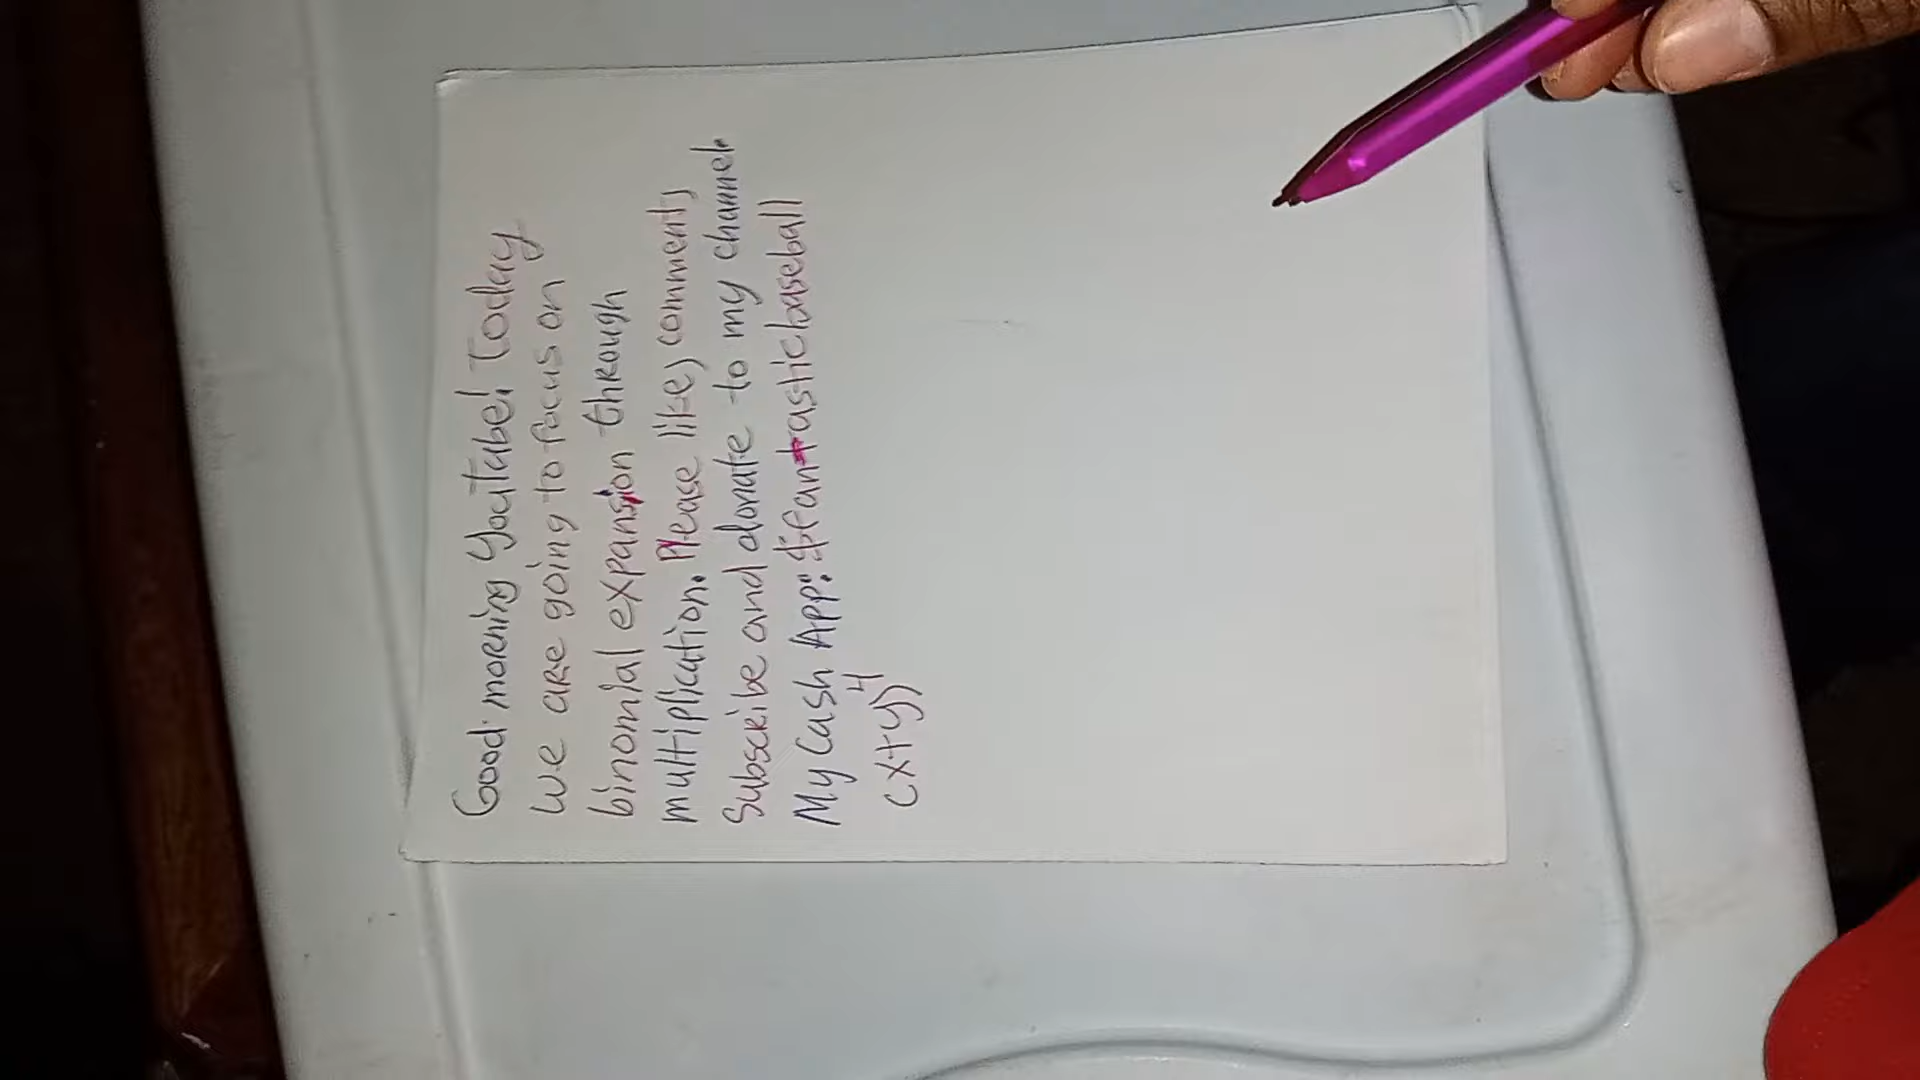 Good morning YouTube! Today
we are going to focus on
binomial expansion through
multiplication. Please like, comment,
Subscribe and donate to my channel.
My Cash App: $fantasticbaseball
(x+y)^4